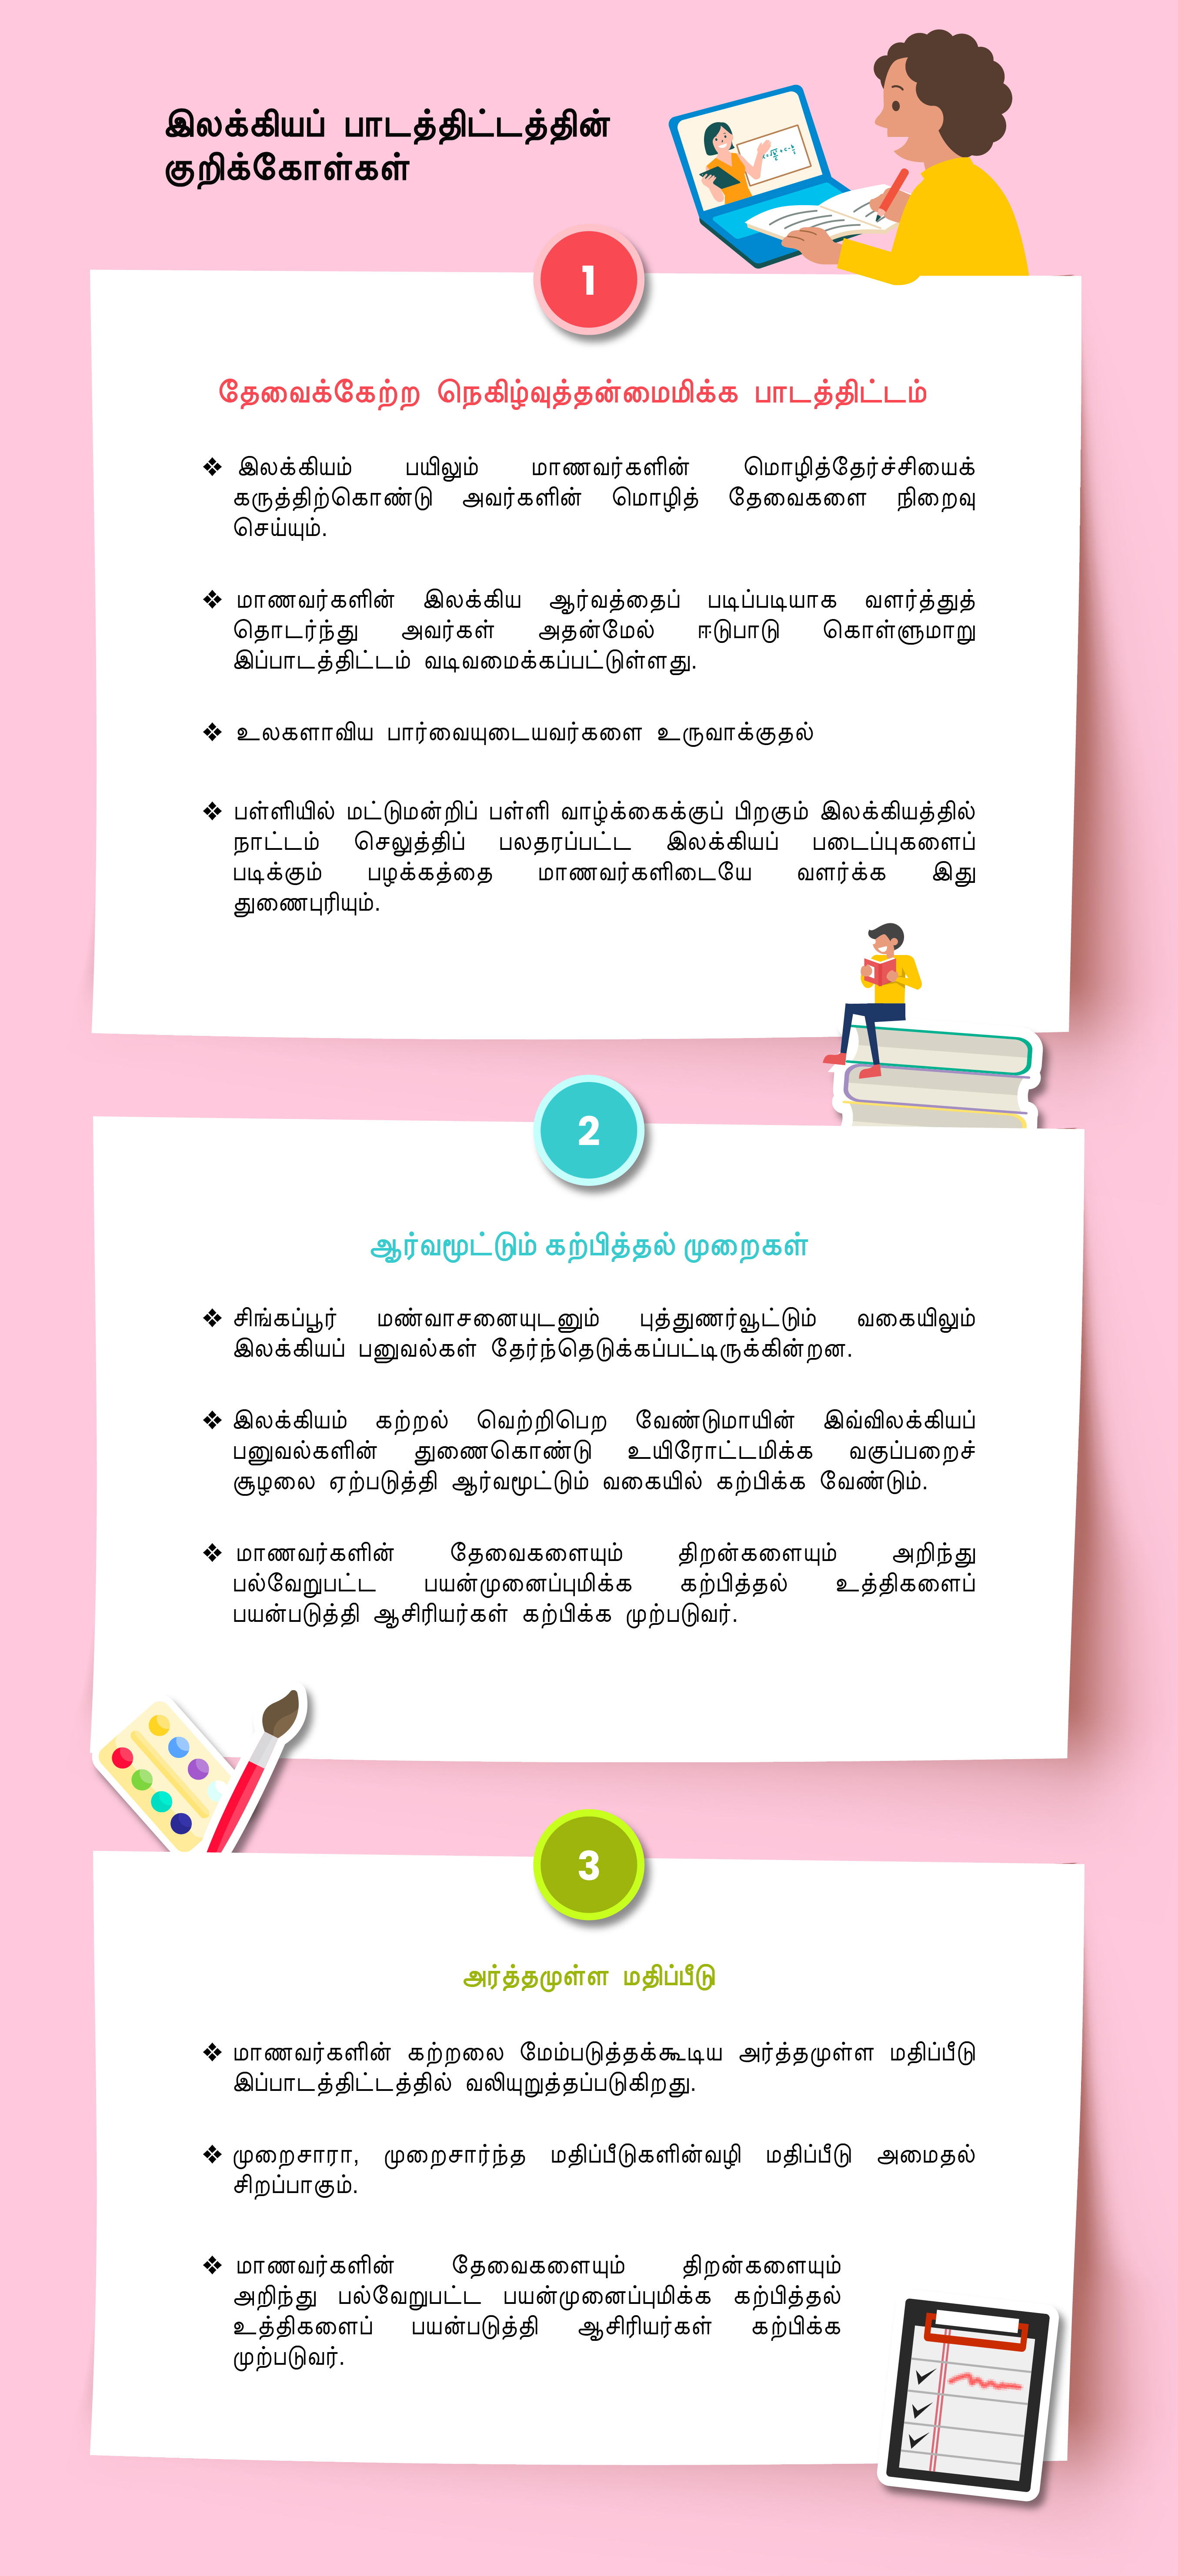 இலக்கியப் பாடத்திட்டத்தின்
குறிக்கோள்கள்
1
தேவைக்கேற்ற நெகிழ்வுத்தன்மைமிக்க பாடத்திட்டம்
❖ இலக்கியம் பயிலும் மாணவர்களின் மொழித்தேர்ச்சியைக்
கருத்திற்கொண்டு அவர்களின் மொழித் தேவைகளை நிறைவு
செய்யும்.
❖ மாணவர்களின் இலக்கிய ஆர்வத்தைப் படிப்படியாக வளர்த்துத்
தொடர்ந்து அவர்கள் அதன்மேல் ஈடுபாடு கொள்ளுமாறு
இப்பாடத்திட்டம் வடிவமைக்கப்பட்டுள்ளது.
❖ உலகளாவிய பார்வையுடையவர்களை உருவாக்குதல்
❖ பள்ளியில் மட்டுமன்றிப் பள்ளி வாழ்க்கைக்குப் பிறகும் இலக்கியத்தில்
நாட்டம் செலுத்திப் பலதரப்பட்ட இலக்கியப் படைப்புகளைப்
படிக்கும் பழக்கத்தை மாணவர்களிடையே வளர்க்க இது
துணைபுரியும்.
2
ஆர்வமூட்டும் கற்பித்தல் முறைகள்
❖ சிங்கப்பூர் மண்வாசனையுடனும் புத்துணர்வூட்டும் வகையிலும்
இலக்கியப் பனுவல்கள் தேர்ந்தெடுக்கப்பட்டிருக்கின்றன.
❖ இலக்கியம் கற்றல் வெற்றிபெற வேண்டுமாயின் இவ்விலக்கியப்
பனுவல்களின் துணைகொண்டு உயிரோட்டமிக்க வகுப்பறைச்
சூழலை ஏற்படுத்தி ஆர்வமூட்டும் வகையில் கற்பிக்க வேண்டும்.
❖ மாணவர்களின் தேவைகளையும் திறன்களையும் அறிந்து
பல்வேறுபட்ட பயன்முனைப்புமிக்க கற்பித்தல் உத்திகளைப்
பயன்படுத்தி ஆசிரியர்கள் கற்பிக்க முற்படுவர்.
3
அர்த்தமுள்ள மதிப்பீடு
❖ மாணவர்களின் கற்றலை மேம்படுத்தக்கூடிய அர்த்தமுள்ள மதிப்பீடு
இப்பாடத்திட்டத்தில் வலியுறுத்தப்படுகிறது.
❖ முறைசாரா, முறைசார்ந்த மதிப்பீடுகளின்வழி மதிப்பீடு அமைதல்
சிறப்பாகும்.
❖ மாணவர்களின் தேவைகளையும் திறன்களையும்
அறிந்து பல்வேறுபட்ட பயன்முனைப்புமிக்க கற்பித்தல்
உத்திகளைப் பயன்படுத்தி ஆசிரியர்கள் கற்பிக்க
முற்படுவர்.